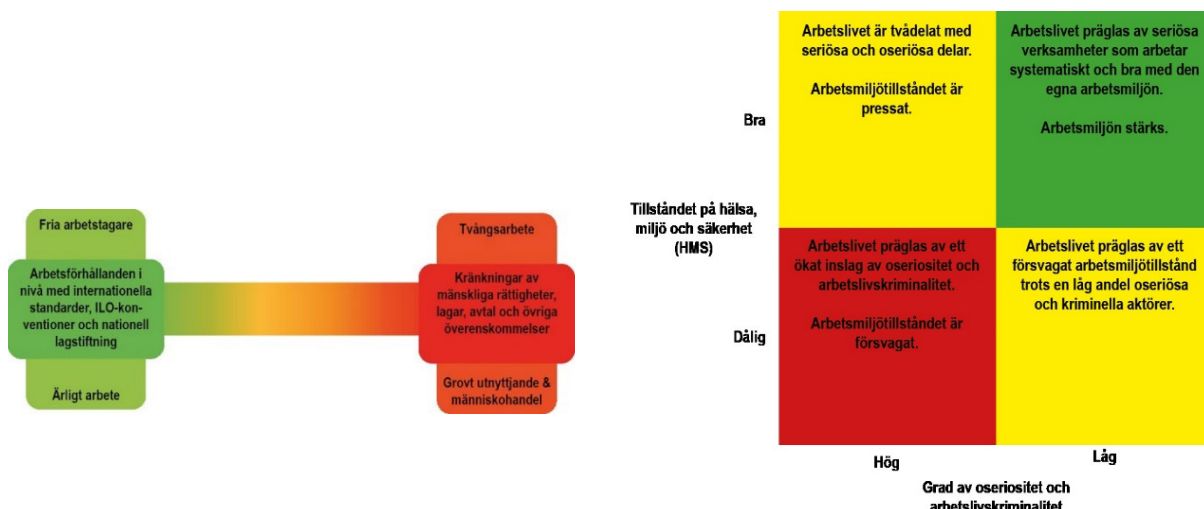 Fria arbetstagare
Arbetsförhållanden i
nivå med internationella
standarder, ILO-kon-
ventioner och nationell
lagstiftning
Ärligt arbete
Tvångsarbete
Kränkningar av
mänskliga rättigheter,
lagar, avtal och övriga
överenskommelser
Grovt utnyttjande &
människohandel
Tillståndet på hälsa,
miljö och säkerhet
(HMS)
Bra
Dålig
Arbetslivet är tvådelat med
seriösa och oseriösa delar.
Arbetsmiljötillståndet är
pressat.
Arbetslivet präglas av seriösa
verksamheter som arbetar
systematiskt och bra med den
egna arbetsmiljön.
Arbetsmiljön stärks.
Arbetslivet präglas av ett
ökat inslag av oseriositet och
arbetslivskriminalitet.
Arbetsmiljötillståndet är
försvagat.
Arbetslivet präglas av ett
försvagat arbetsmiljötillstånd
trots en låg andel oseriösa
och kriminella aktörer.
Hög
Låg
Grad av oseriositet och
arbetslivskriminalitet